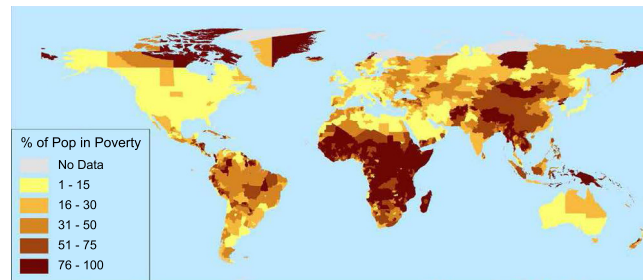 % of Pop in Poverty
No Data
1 - 15
16 - 30
31 - 50
51 - 75
76 - 100